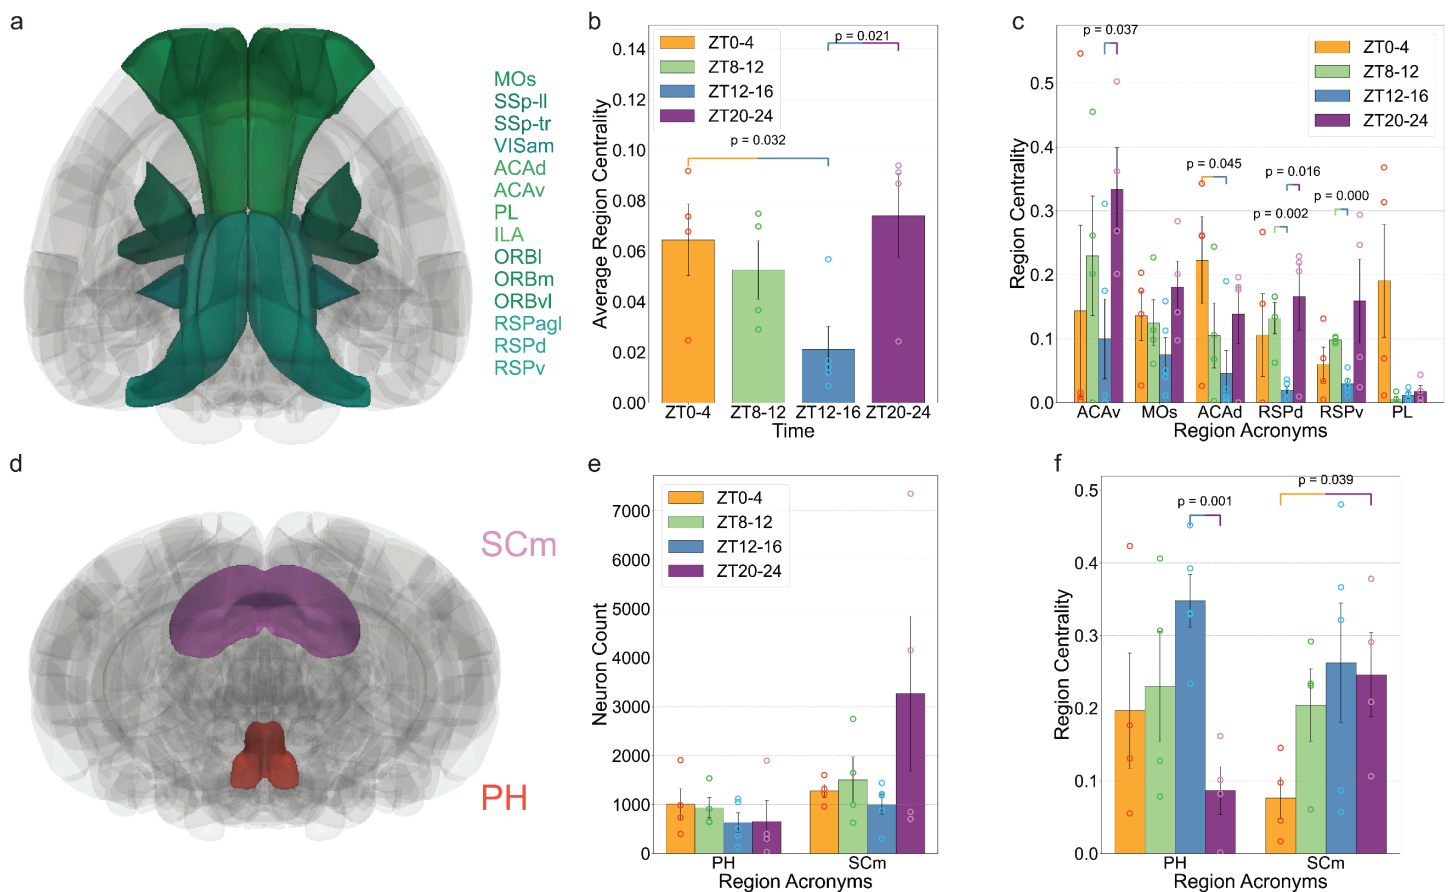 a
MOs
SSp-ll
SSp-tr
VISam
ACAd
ACAv
PL
ILA
ORBl
ORBm
ORBvl
RSPagl
RSPd
RSPv
b
ZT0-4
ZT8-12
ZT12-16
ZT20-24
p = 0.021
p = 0.032
Average Region Centrality
0.14
0.12
0.10
0.08
0.06
0.04
0.02
0.00
ZT0-4 ZT8-12 ZT12-16 ZT20-24
Time
c
p = 0.037
ZT0-4
ZT8-12
ZT12-16
ZT20-24
p = 0.045
p = 0.016
p = 0.002
p = 0.000
Region Centrality
0.5
0.4
0.3
0.2
0.1
0.0
ACAv MOs ACAd RSPd RSPv PL
Region Acronyms
d
SCm
PH
e
ZT0-4
ZT8-12
ZT12-16
ZT20-24
Neuron Count
7000
6000
5000
4000
3000
2000
1000
0
PH SCm
Region Acronyms
f
p = 0.039
p = 0.001
Region Centrality
0.5
0.4
0.3
0.2
0.1
0.0
PH SCm
Region Acronyms